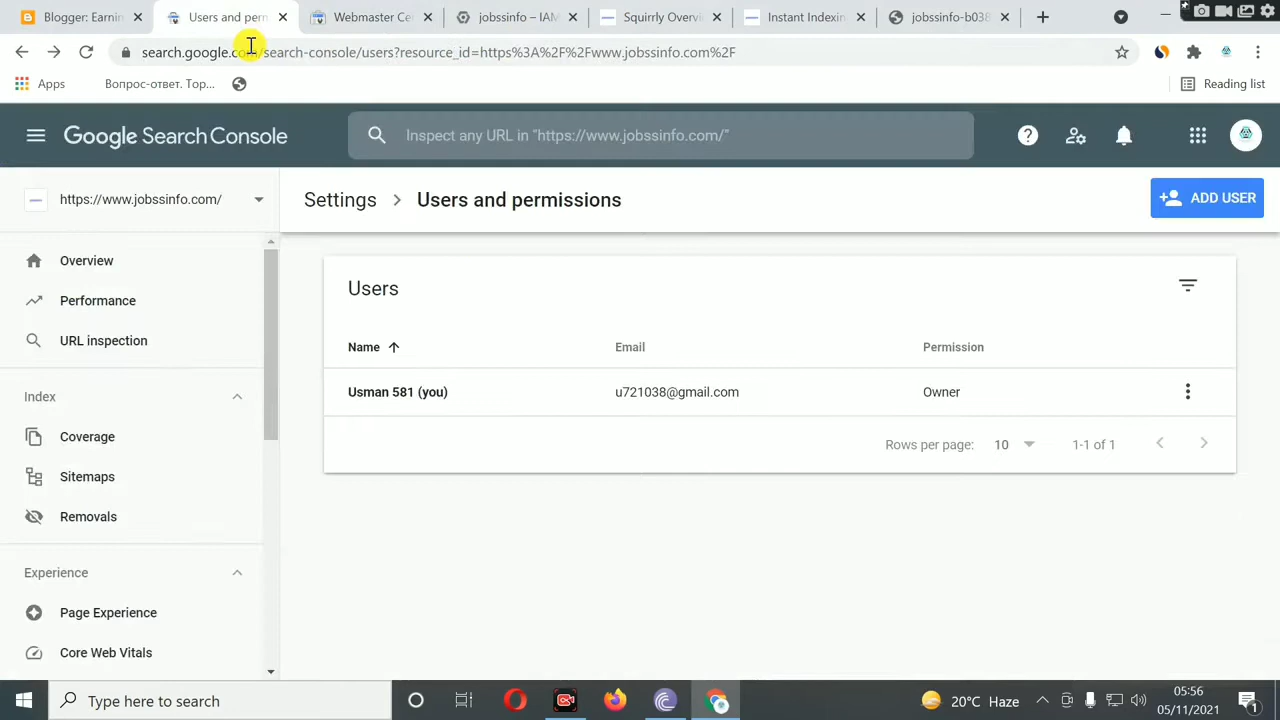 Blogger: Earnin
Users and perm
Webmaster Ce
jobssinfo – IA
Squirrly Overvi
InstantIndexin
jobssinfo-b038
search.google.com/search-console/users?resource_id=https%3A%2F%2Fwww.jobssinfo.com%2F
Apps
Вопрос-ответ. Тор...
Reading list
Google Search Console
Inspect any URL in "https://www.jobssinfo.com/"
https://www.jobssinfo.com/
Settings > Users and permissions
ADD USER
Overview
Performance
URL inspection
Index
Coverage
Sitemaps
Removals
Experience
Page Experience
Core Web Vitals
Users
Name Email Permission
Usman 581 (you) u721038@gmail.com Owner
Rows per page: 10 1-1 of 1
Type here to search
20°C Haze
05:56
05/11/2021
1